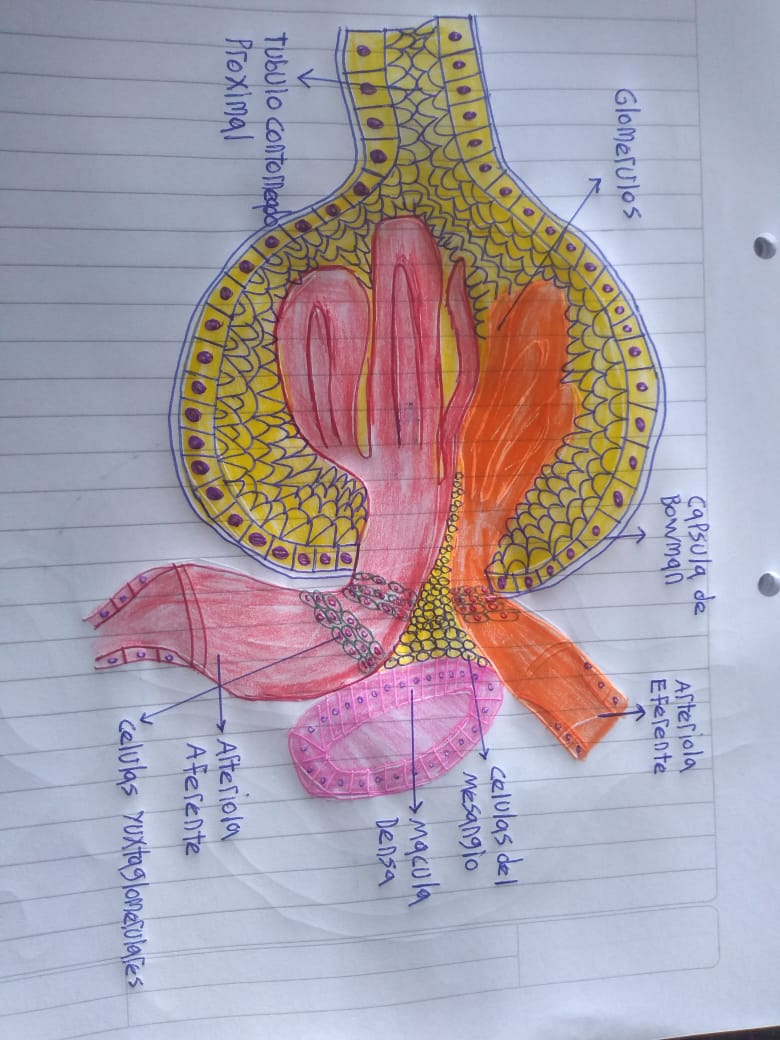 Glomerulos
Capsula de
Bowman
Arteriola
Eferente
celulas del
mesangio
Macula
Densa
Tubulo contorneado
Proximal
Arteriola
Aferente
celulas yuxtaglomerulares